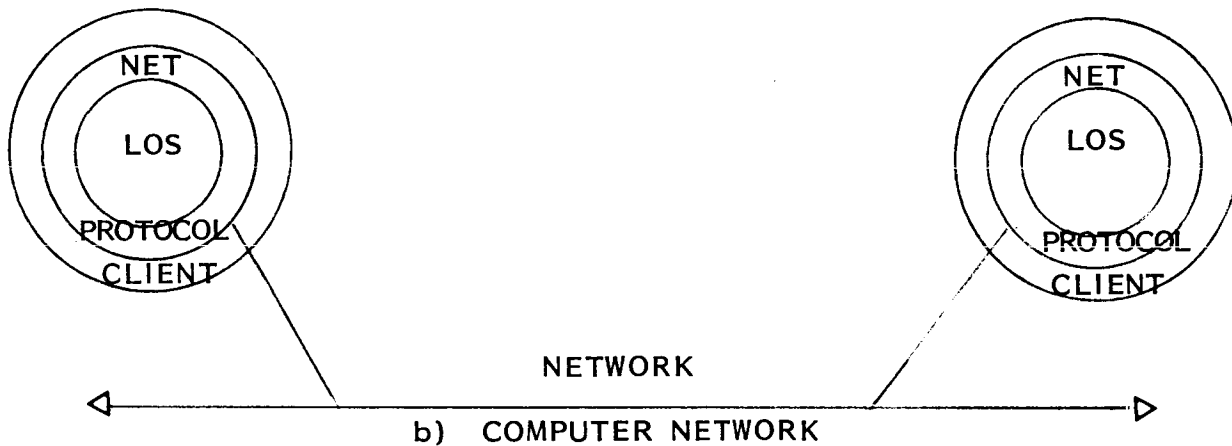 NET
LOS
PROTOCOL
CLIENT
NET
LOS
PROTOCOL
CLIENT
NETWORK
b) COMPUTER NETWORK